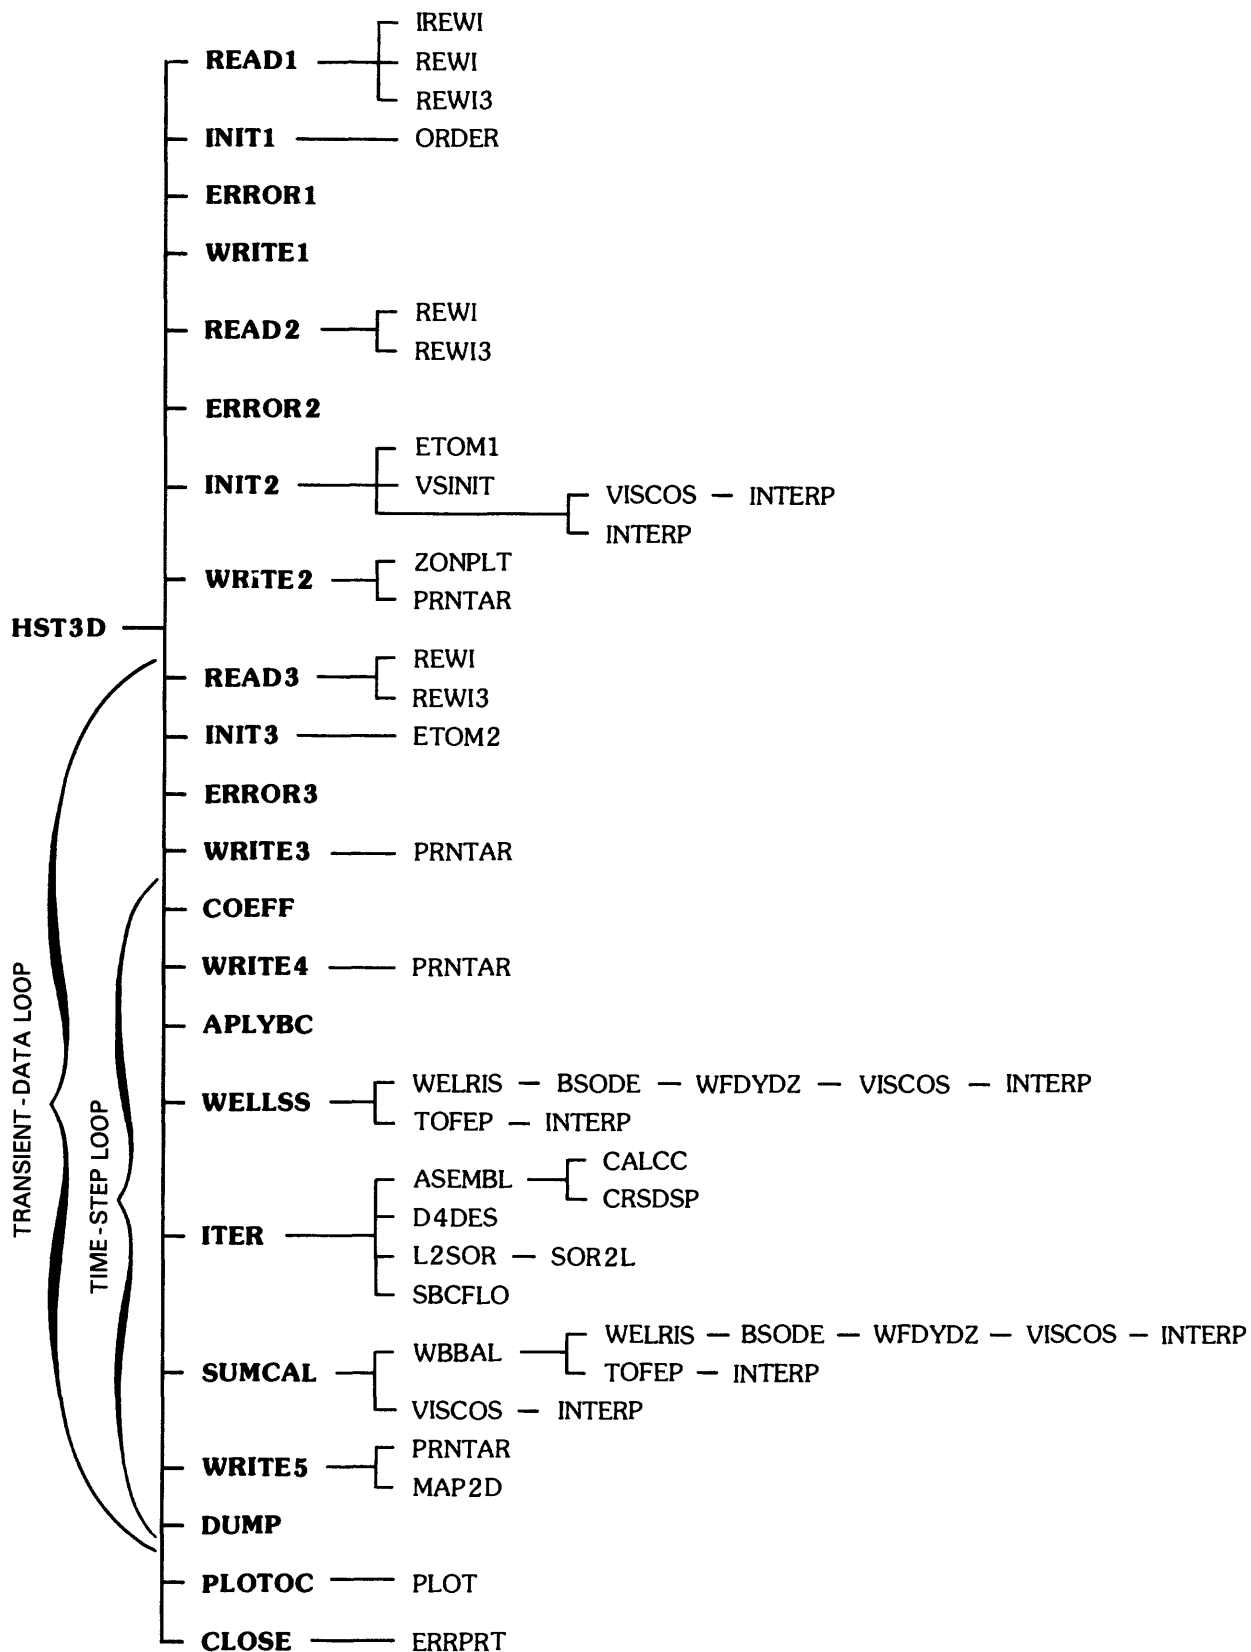 IREWI
READ1 REWI
REWI3
INIT1 ORDER
ERROR1
WRITE1
REWI
READ2
REWI3
ERROR2
ETOM1
INIT2 VSINIT
VISCOS — INTERP
INTERP
ZONPLT
WRiTE2
PRNTAR
HST3D
REWI
READ3
REWI3
INIT3 ETOM2
ERROR3
WRITE3 PRNTAR
COEFF
WRITE4 PRNTAR
APLYBC
TRANSIENT-DATA LOOP
TIME-STEP LOOP
WELRIS — BSODE — WFDYDZ — VISCOS — INTERP
WELLSS
TOFEP — INTERP
CALCC
ASEMBL
CRSDSP
D4DES
ITER
L2SOR — SOR2L
SBCFLO
WELRIS — BSODE — WFDYDZ — VISCOS — INTERP
WBBAL
TOFEP — INTERP
SUMCAL
VISCOS — INTERP
PRNTAR
WRITE5
MAP2D
DUMP
PLOTOC PLOT
CLOSE ERRPRT